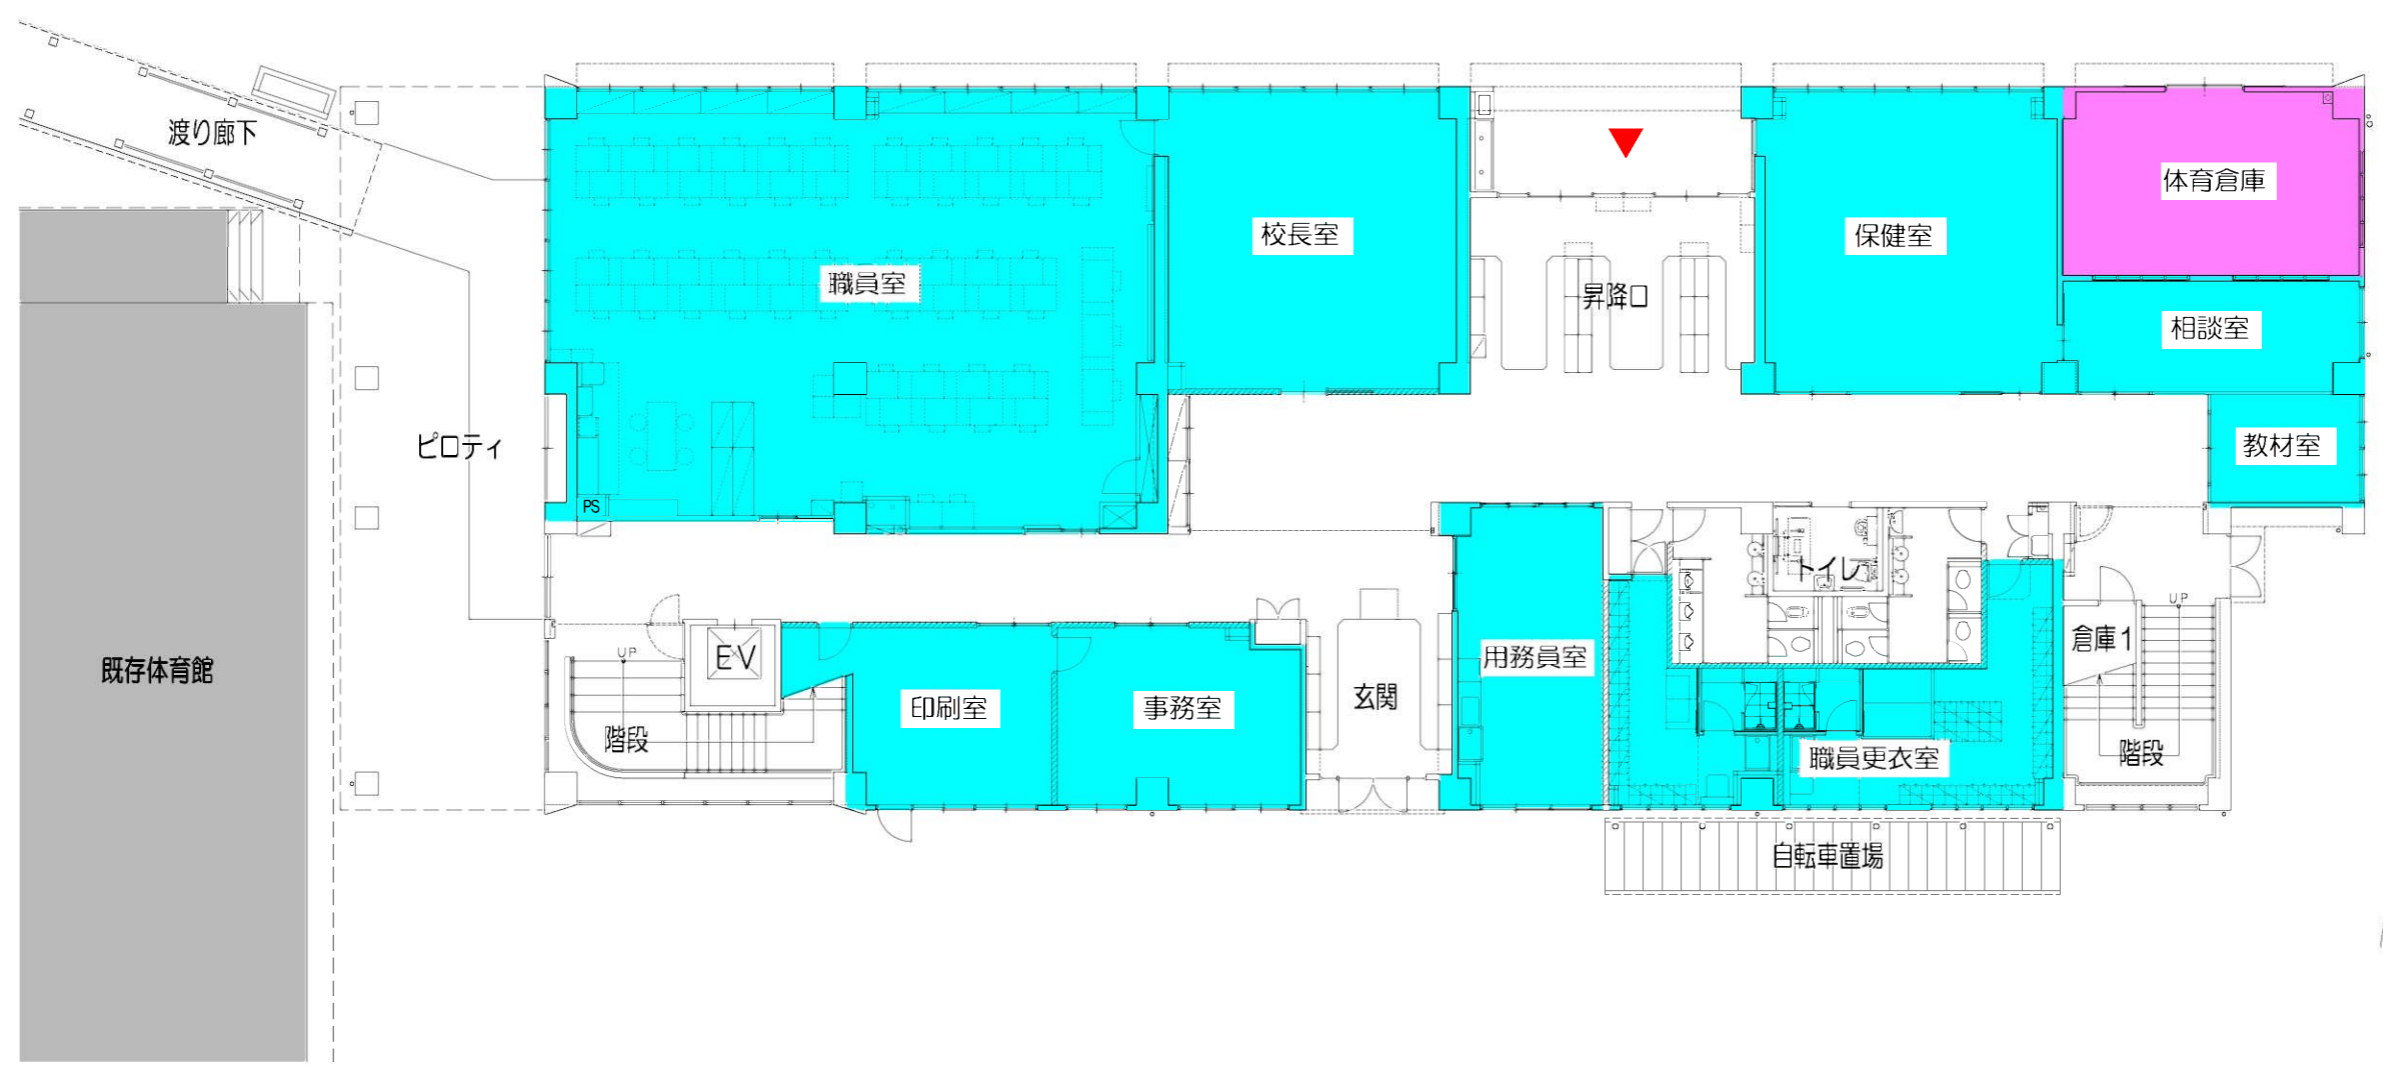 渡り廊下
体育倉庫
校長室
保健室
職員室
昇降口
相談室
ピロティ
教材室
PS
トイレ
UP
UP
倉庫1
EV
用務員室
既存体育館
印刷室
事務室
玄関
階段
職員更衣室
階段
自転車置場